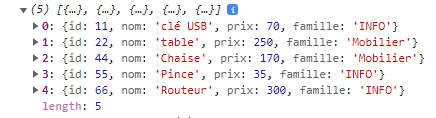 (5) [{…}, {…}, {…}, {…}, {…}] i
0: {id: 11, nom: 'clé USB', prix: 70, famille: 'INFO'}
1: {id: 22, nom: 'table', prix: 250, famille: 'Mobilier'}
2: {id: 44, nom: 'Chaise', prix: 170, famille: 'Mobilier'}
3: {id: 55, nom: 'Pince', prix: 35, famille: 'INFO'}
4: {id: 66, nom: 'Routeur', prix: 300, famille: 'INFO'}
length: 5